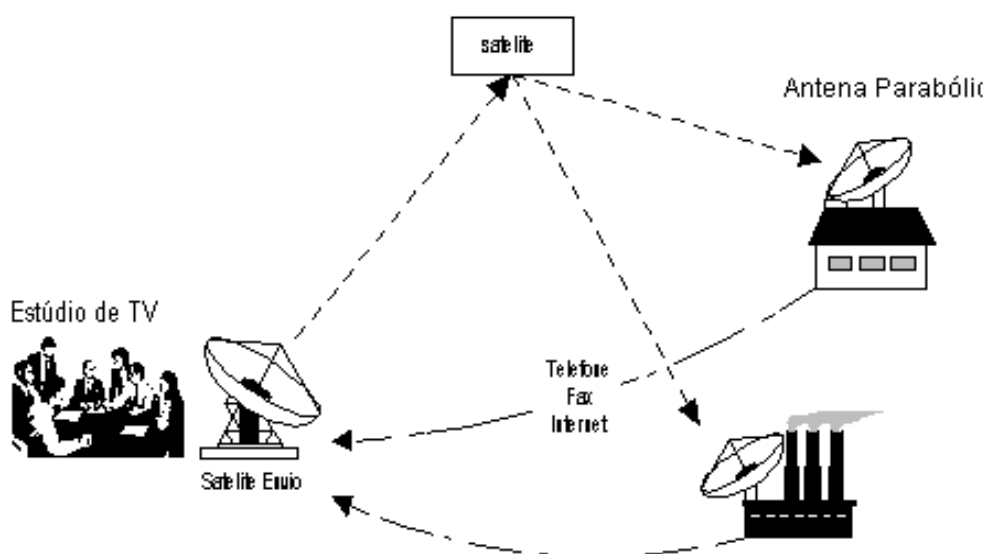 satelite
Antena Parabólic
Estúdio de TV
Telefone
Fax
Internet
Satelite Envio